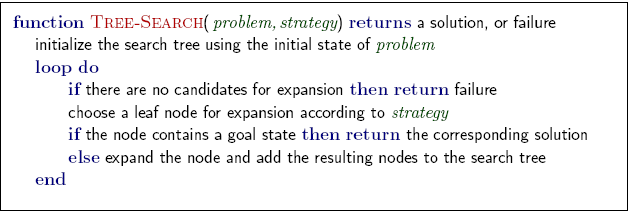 function TREE-SEARCH( problem, strategy) returns a solution, or failure
initialize the search tree using the initial state of problem
loop do
if there are no candidates for expansion then return failure
choose a leaf node for expansion according to strategy
if the node contains a goal state then return the corresponding solution
else expand the node and add the resulting nodes to the search tree
end